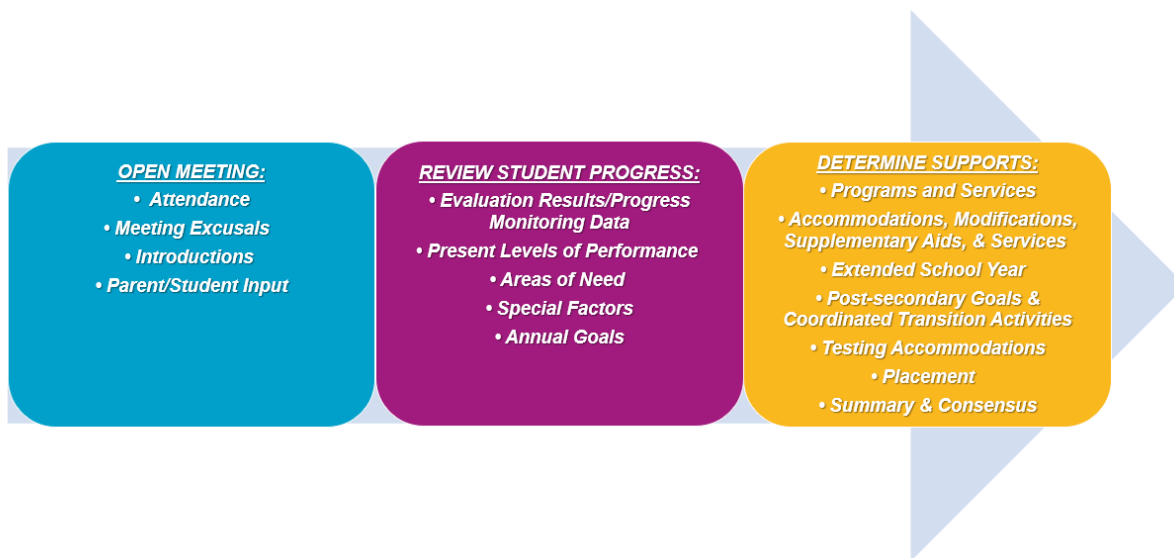 OPEN MEETING:
• Attendance
• Meeting Excusals
• Introductions
• Parent/Student Input
REVIEW STUDENT PROGRESS:
• Evaluation Results/Progress
Monitoring Data
• Present Levels of Performance
• Areas of Need
• Special Factors
• Annual Goals
DETERMINE SUPPORTS:
• Programs and Services
• Accommodations, Modifications,
Supplementary Aids, & Services
• Extended School Year
• Post-secondary Goals &
Coordinated Transition Activities
• Testing Accommodations
• Placement
• Summary & Consensus